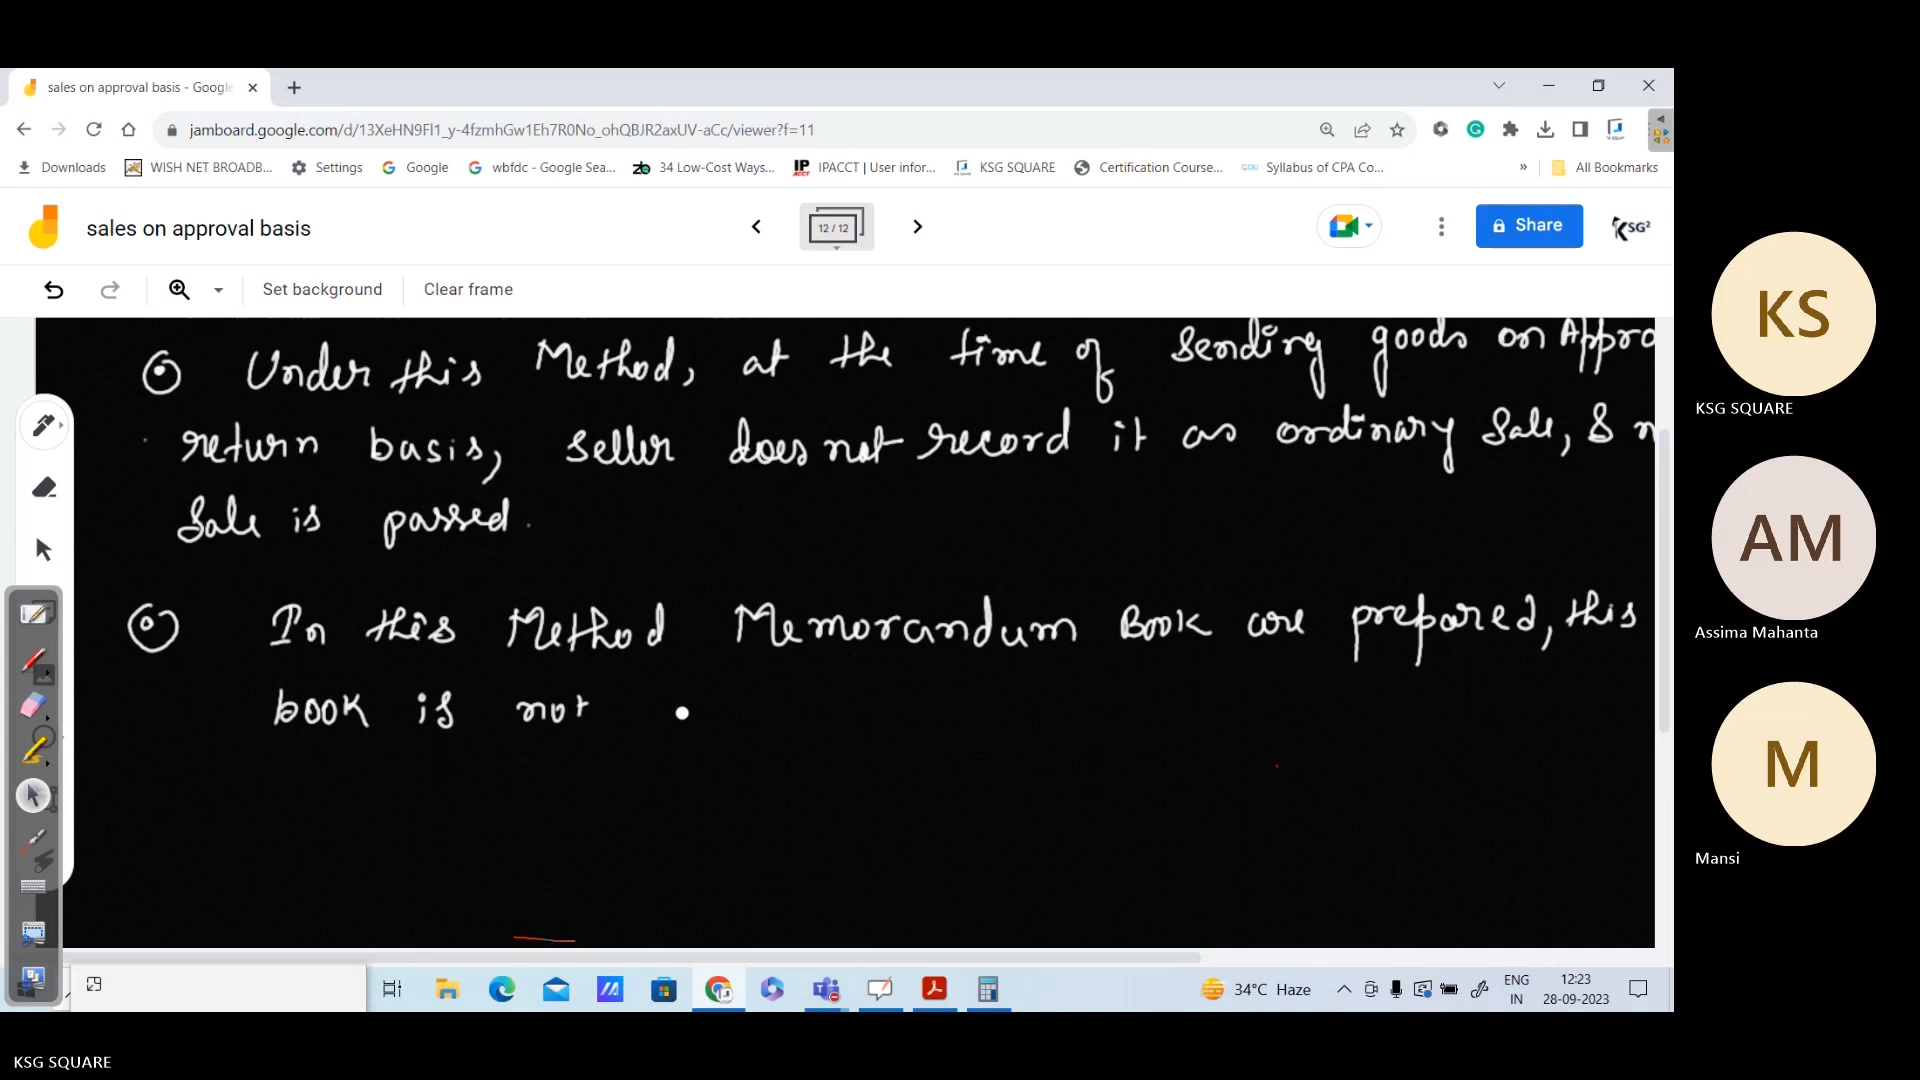 sales on approval basis - Google
jamboard.google.com/d/13XeHN9Fl1_y-4fzmhGw1Eh7R0No_ohQBJR2axUV-aCc/viewer?f=11
Downloads WISH NET BROADB... Settings Google wbfdc - Google Sea... 34 Low-Cost Ways... IPACCT | User infor... KSG SQUARE Certification Course... Syllabus of CPA Co... » All Bookmarks
sales on approval basis 12 / 12 Share KSG²
Set background Clear frame
Under this Method, at the time of sending goods on Appro
return basis, seller does not record it as ordinary Sale, & n
Sale is passed.
In this Method Memorandum Book are prepared, this
book is not
KS
KSG SQUARE
AM
Assima Mahanta
M
Mansi
34°C Haze ENG IN 12:23 28-09-2023
KSG SQUARE